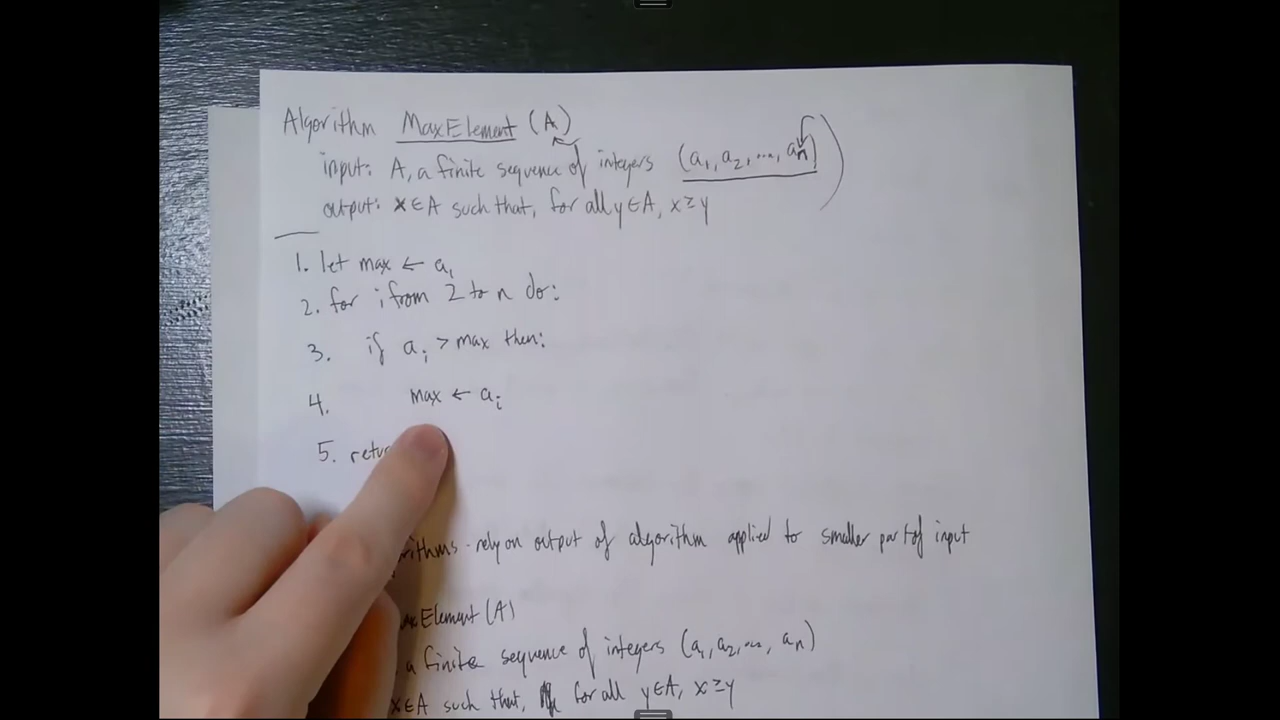 Algorithm MaxElement (A)
input: A, a finite sequence of integers (a₁, a₂, ..., aₙ)
output: x ∈ A such that, for all y ∈ A, x ≥ y
1. let max ← a₁
2. for i from 2 to n do:
3. if aᵢ > max then:
4. max ← aᵢ
5. retu
rithms - rely on output of algorithm applied to smaller part of input
axElement (A)
a finite sequence of integers (a₁, a₂, ..., aₙ)
x ∈ A such that, for all y ∈ A, x ≥ y